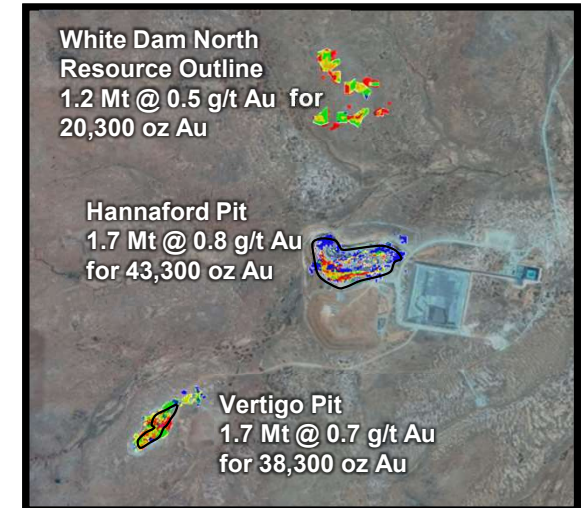 White Dam North
Resource Outline
1.2 Mt @ 0.5 g/t Au for
20,300 oz Au
Hannaford Pit
1.7 Mt @ 0.8 g/t Au
for 43,300 oz Au
Vertigo Pit
1.7 Mt @ 0.7 g/t Au
for 38,300 oz Au